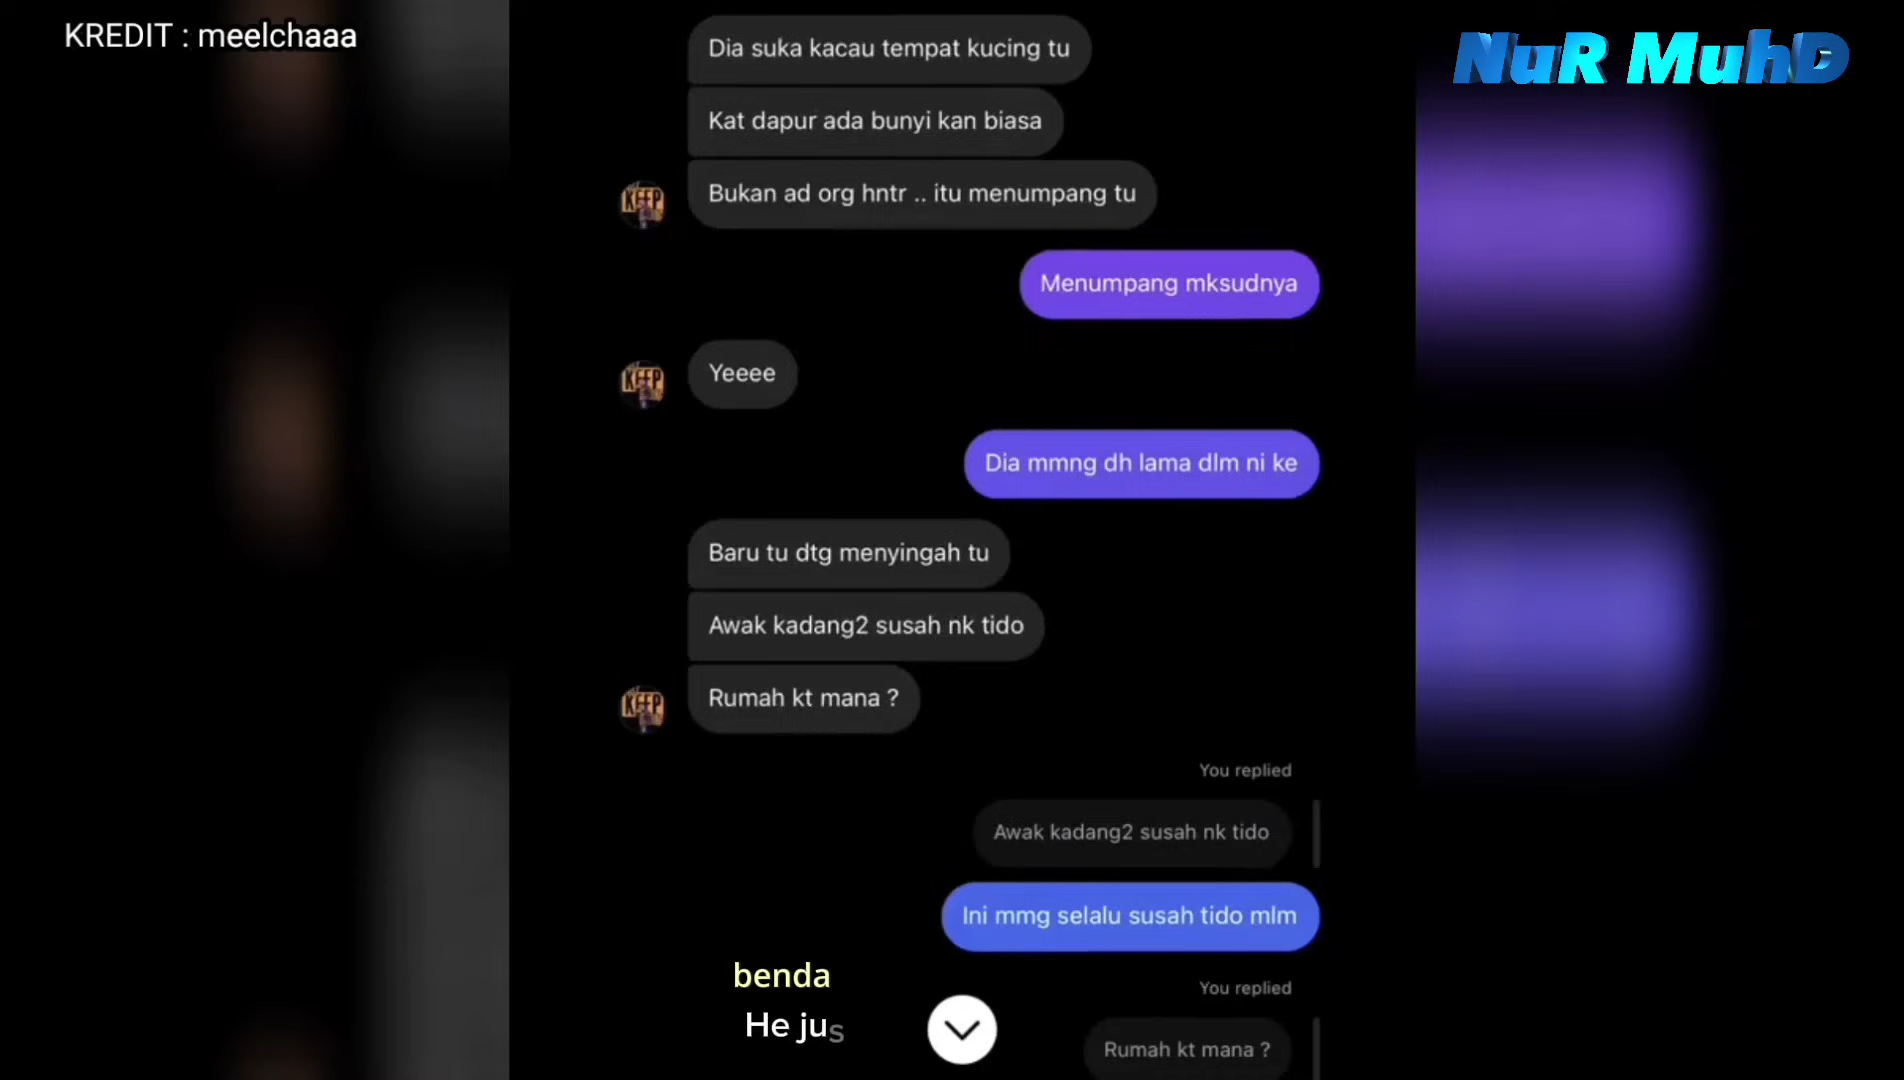 KREDIT : meelchaaa
NuR MuhD
Dia suka kacau tempat kucing tu
Kat dapur ada bunyi kan biasa
Bukan ad org hntr .. itu menumpang tu
KEEP
Menumpang mksudnya
Yeeee
KEEP
Dia mmng dh lama dlm ni ke
Baru tu dtg menyingah tu
Awak kadang2 susah nk tido
Rumah kt mana ?
KEEP
You replied
Awak kadang2 susah nk tido
Ini mmg selalu susah tido mlm
You replied
Rumah kt mana ?
benda
He jus